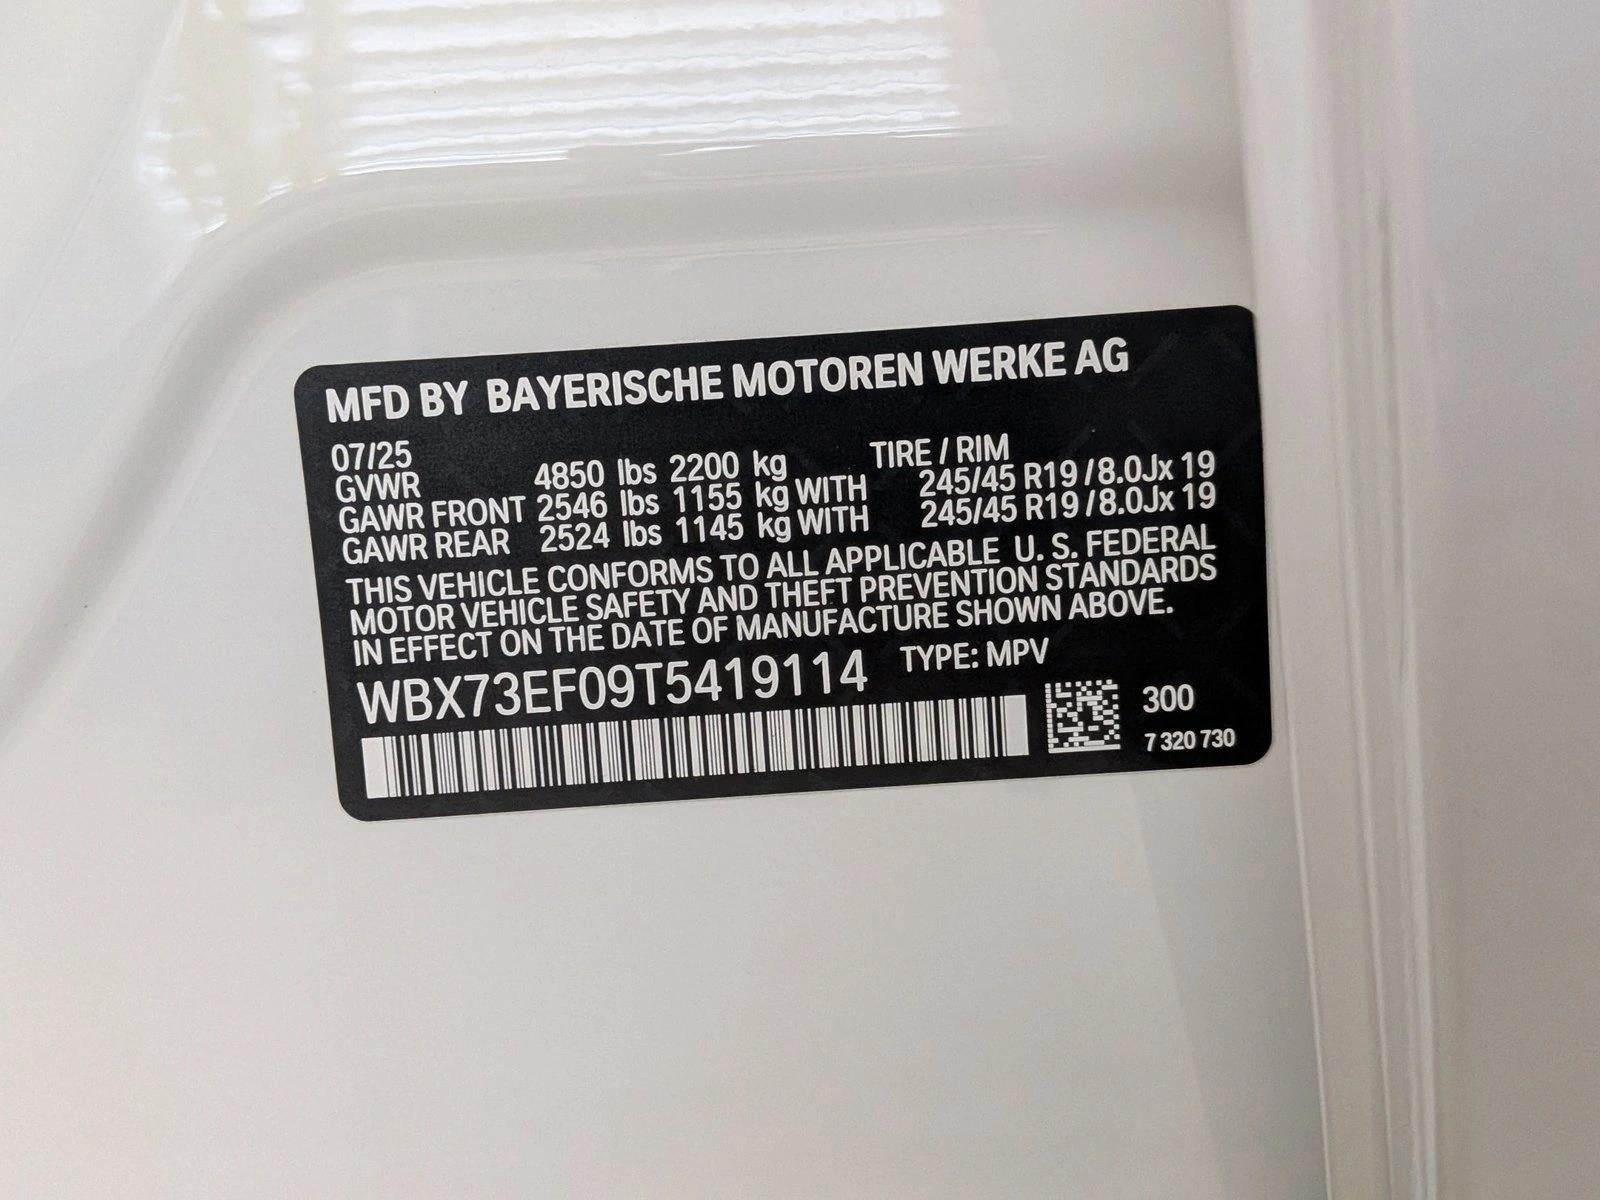 MFD BY BAYERISCHE MOTOREN WERKE AG
07/25 TIRE / RIM
GVWR 4850 lbs 2200 kg
GAWR FRONT 2546 lbs 1155 kg WITH 245/45 R19 / 8.0Jx 19
GAWR REAR 2524 lbs 1145 kg WITH 245/45 R19 / 8.0Jx 19
THIS VEHICLE CONFORMS TO ALL APPLICABLE U. S. FEDERAL
MOTOR VEHICLE SAFETY AND THEFT PREVENTION STANDARDS
IN EFFECT ON THE DATE OF MANUFACTURE SHOWN ABOVE.
WBX73EF09T5419114 TYPE: MPV
300
7 320 730